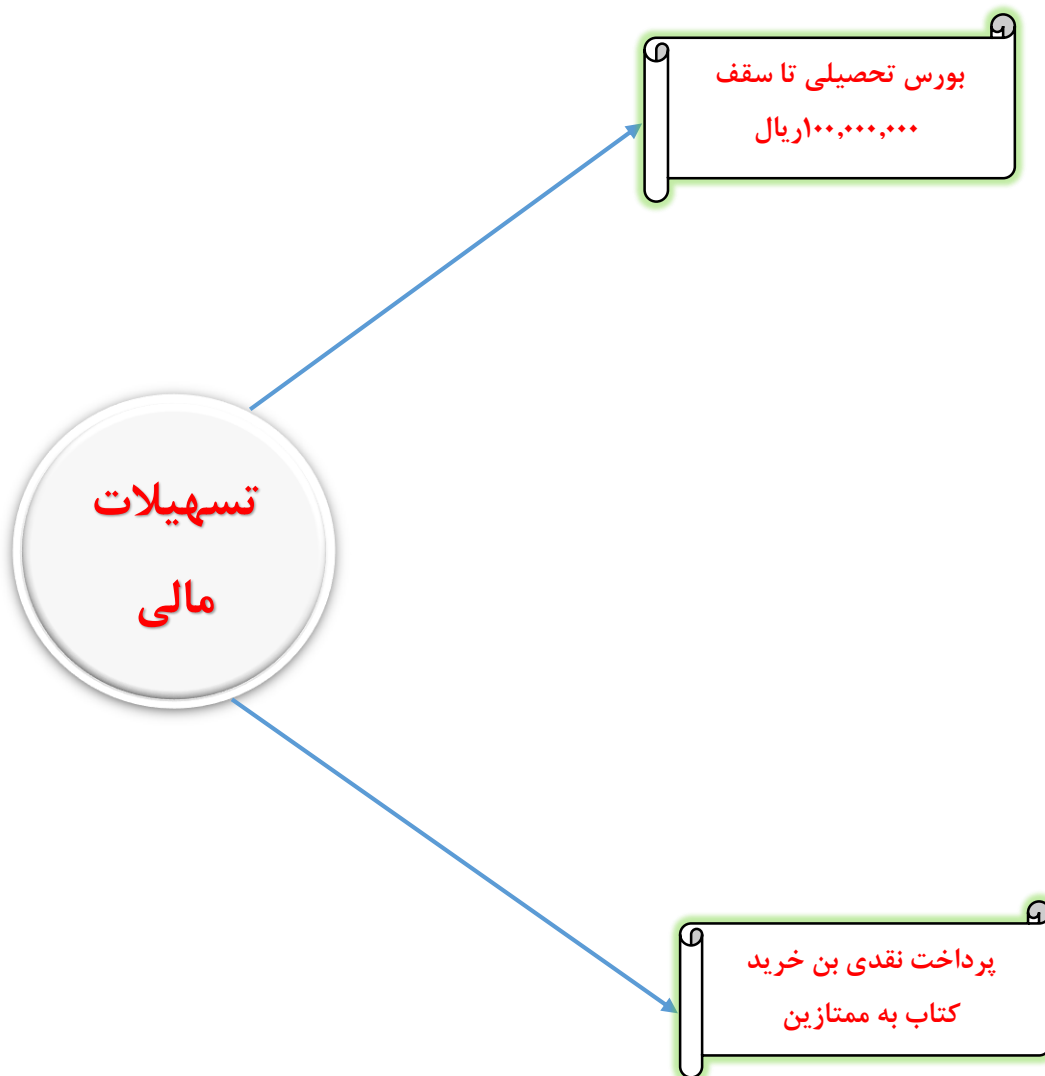 بورس تحصیلی تا سقف
۱۰۰,۰۰۰,۰۰۰ریال
تسهیلات
مالی
پرداخت نقدی بن خرید
کتاب به ممتازین